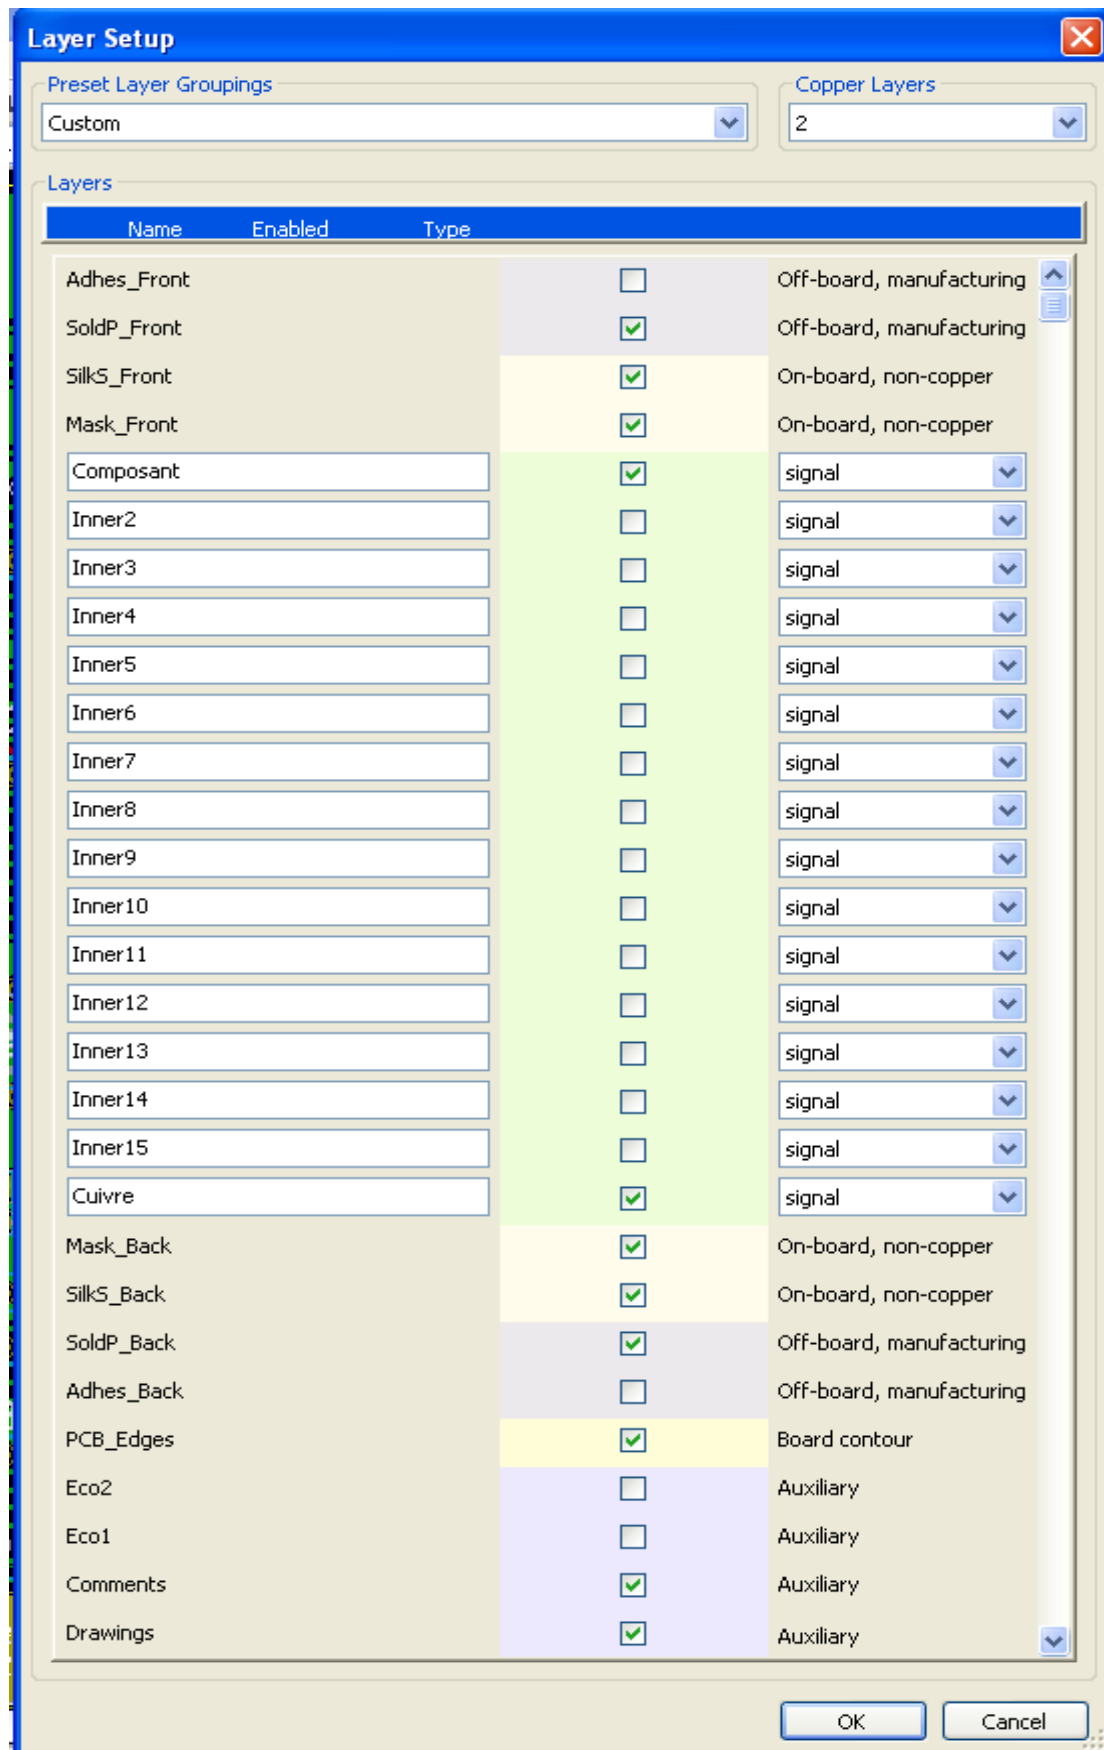 Layer Setup
Preset Layer Groupings Copper Layers
Custom 2
Layers
Name Enabled Type
Adhes_Front Off-board, manufacturing
SoldP_Front Off-board, manufacturing
SilkS_Front On-board, non-copper
Mask_Front On-board, non-copper
Composant signal
Inner2 signal
Inner3 signal
Inner4 signal
Inner5 signal
Inner6 signal
Inner7 signal
Inner8 signal
Inner9 signal
Inner10 signal
Inner11 signal
Inner12 signal
Inner13 signal
Inner14 signal
Inner15 signal
Cuivre signal
Mask_Back On-board, non-copper
SilkS_Back On-board, non-copper
SoldP_Back Off-board, manufacturing
Adhes_Back Off-board, manufacturing
PCB_Edges Board contour
Eco2 Auxiliary
Eco1 Auxiliary
Comments Auxiliary
Drawings Auxiliary
OK Cancel